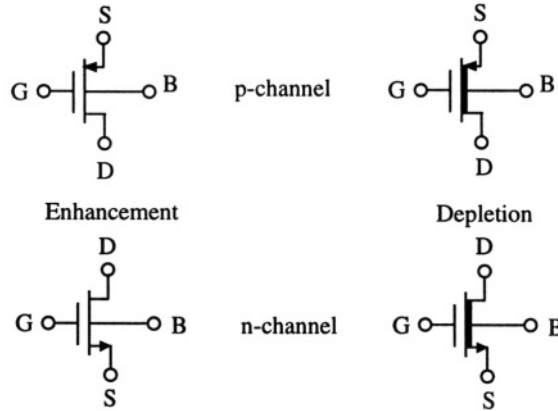 S S
G B p-channel G B
D D
Enhancement Depletion
D D
G B n-channel G B
S S